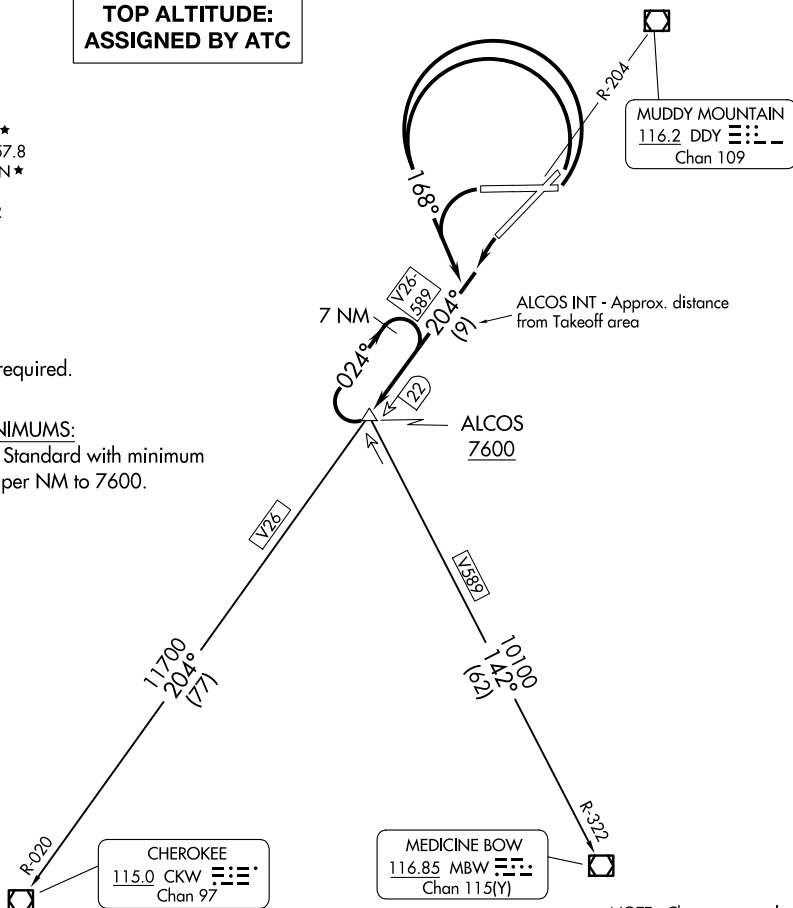 TOP ALTITUDE:
ASSIGNED BY ATC
R-204
MUDDY MOUNTAIN
116.2 DDY
Chan 109
57.8
N
168°
V26-
589
7 NM
204°
(9)
ALCOS INT - Approx. distance
from Takeoff area
024°
required.
22
ALCOS
7600
NIMUMS:
Standard with minimum
per NM to 7600.
V26
V589
11700
204°
(77)
10100
142°
(62)
R-020
R-322
CHEROKEE
115.0 CKW
Chan 97
MEDICINE BOW
116.85 MBW
Chan 115(Y)